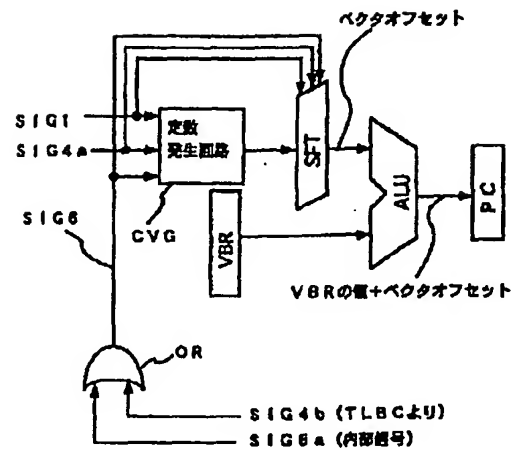 ベクタオフセット
SIG1
定数
発生回路
SIG4a
SFT
ALU
PC
SIG6
CVG
VBR
VBRの値+ベクタオフセット
OR
SIG4b (TLBCより)
SIG6a (内部信号)